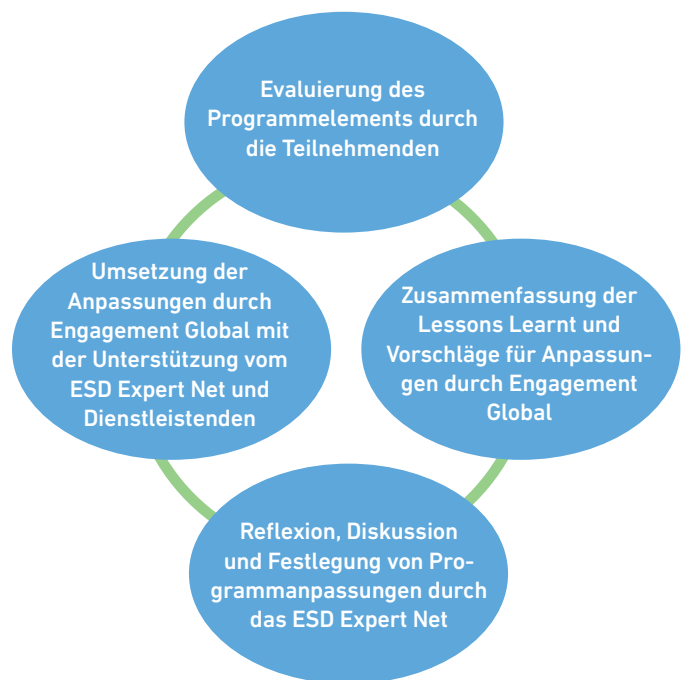 Evaluierung des
Programmelements durch
die Teilnehmenden
Zusammenfassung der
Lessons Learnt und
Vorschläge für Anpassun-
gen durch Engagement
Global
Reflexion, Diskussion
und Festlegung von Pro-
grammanpassungen durch
das ESD Expert Net
Umsetzung der
Anpassungen durch
Engagement Global mit
der Unterstützung vom
ESD Expert Net und
Dienstleistenden